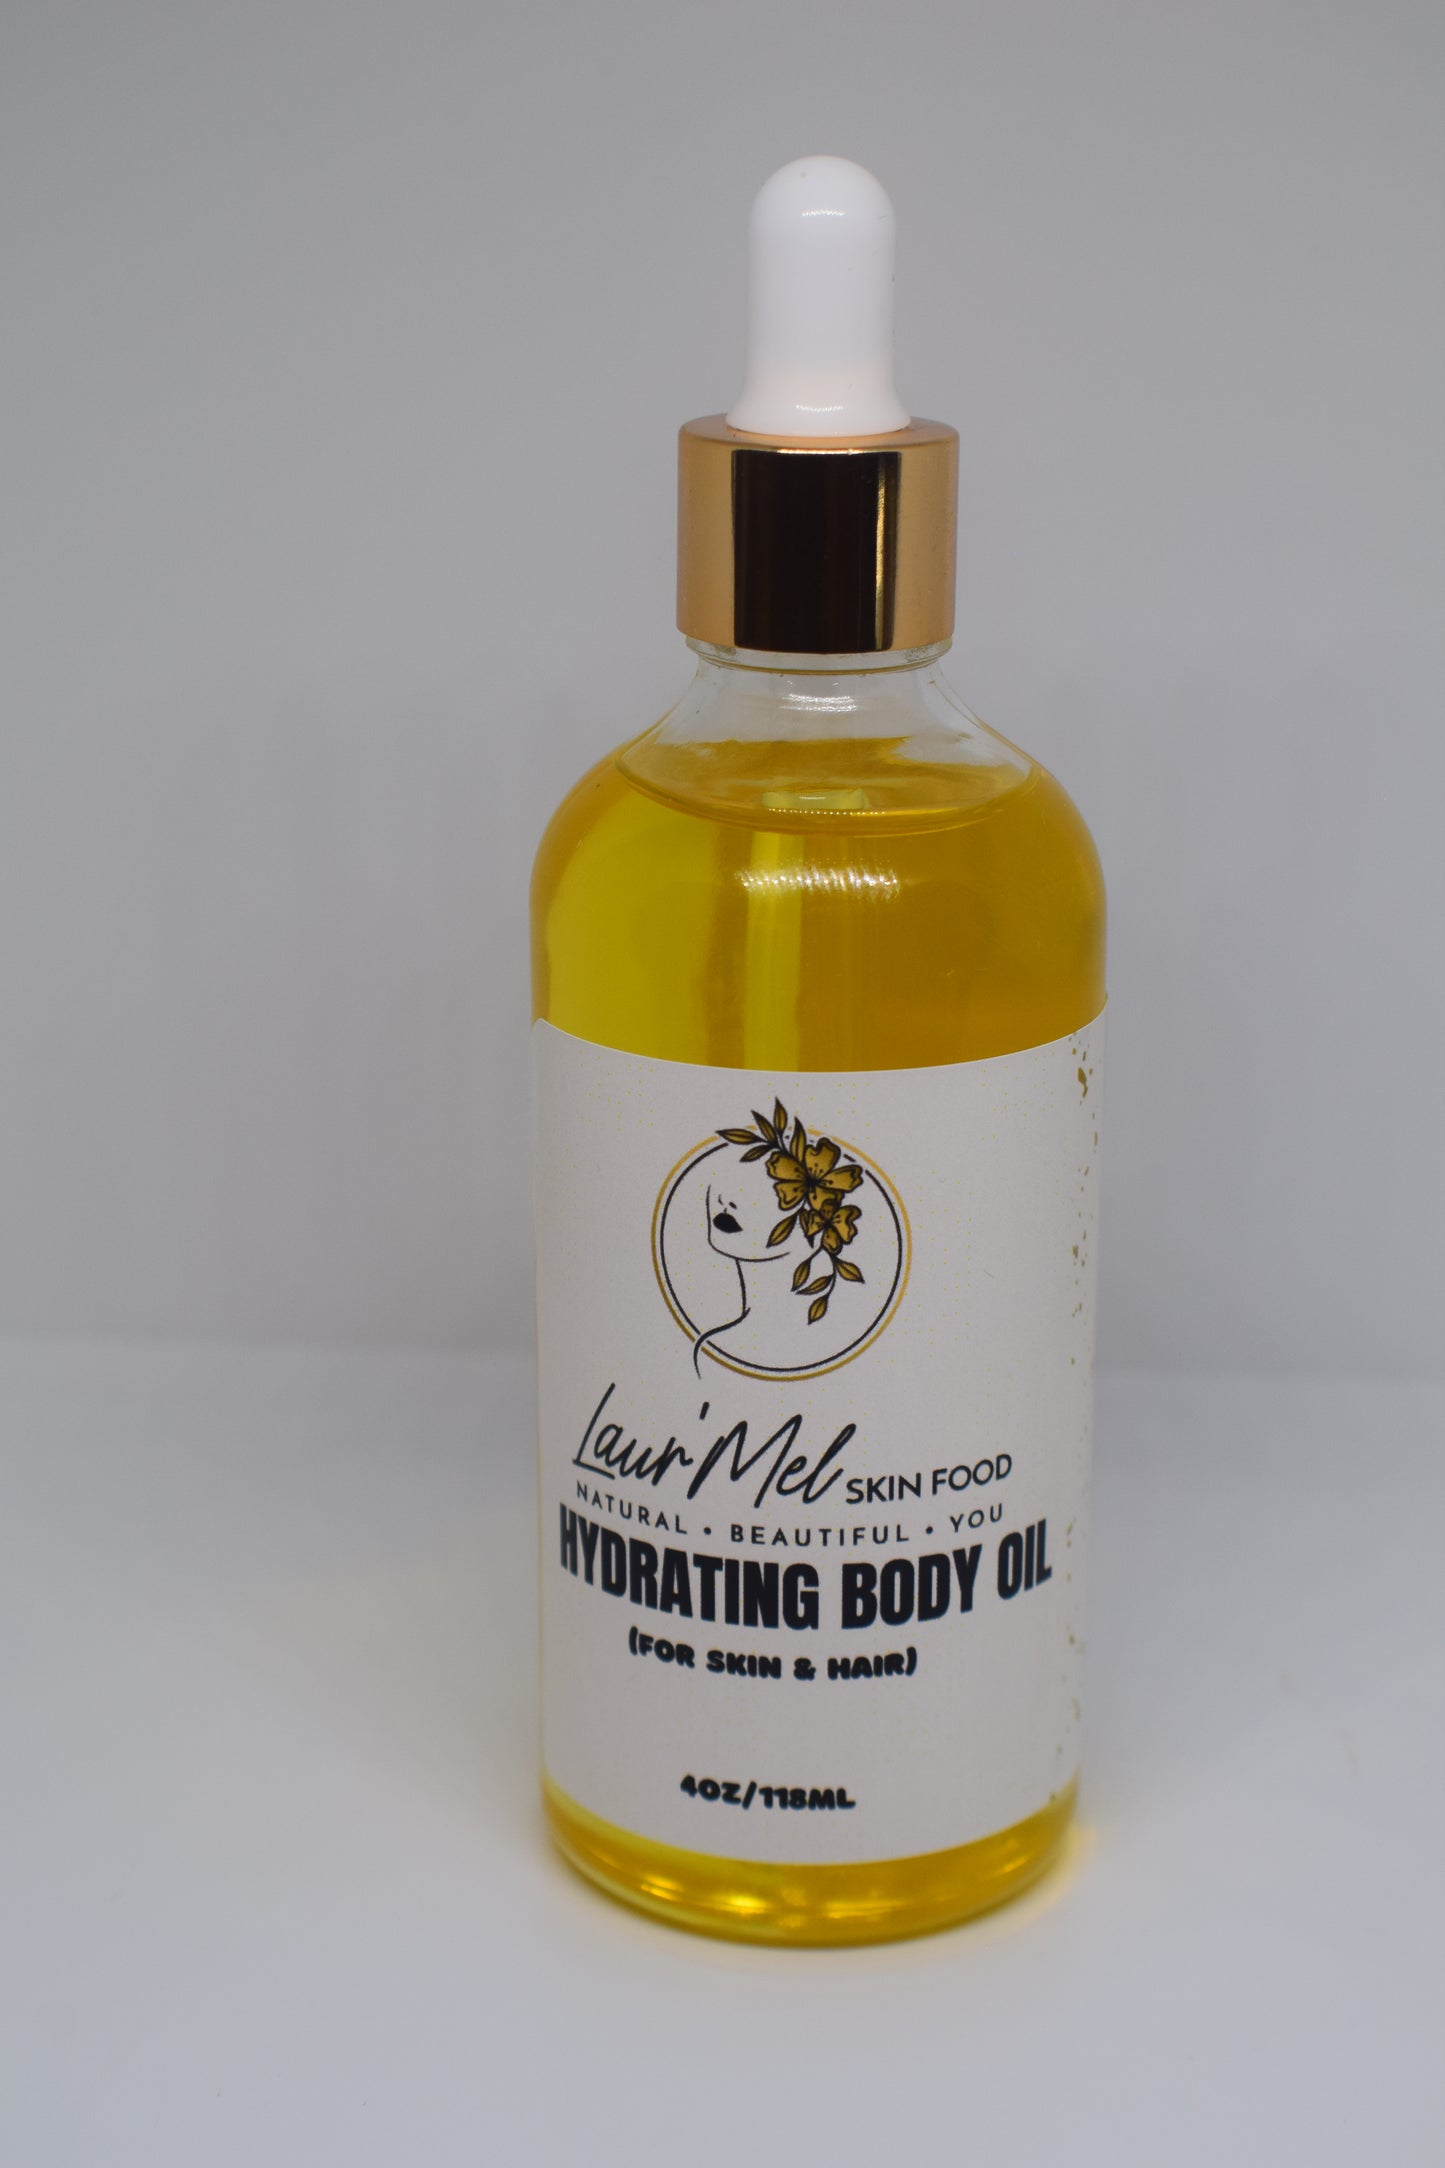 Laur'Mel SKIN FOOD
NATURAL • BEAUTIFUL • YOU
HYDRATING BODY OIL
(FOR SKIN & HAIR)
4OZ/118ML